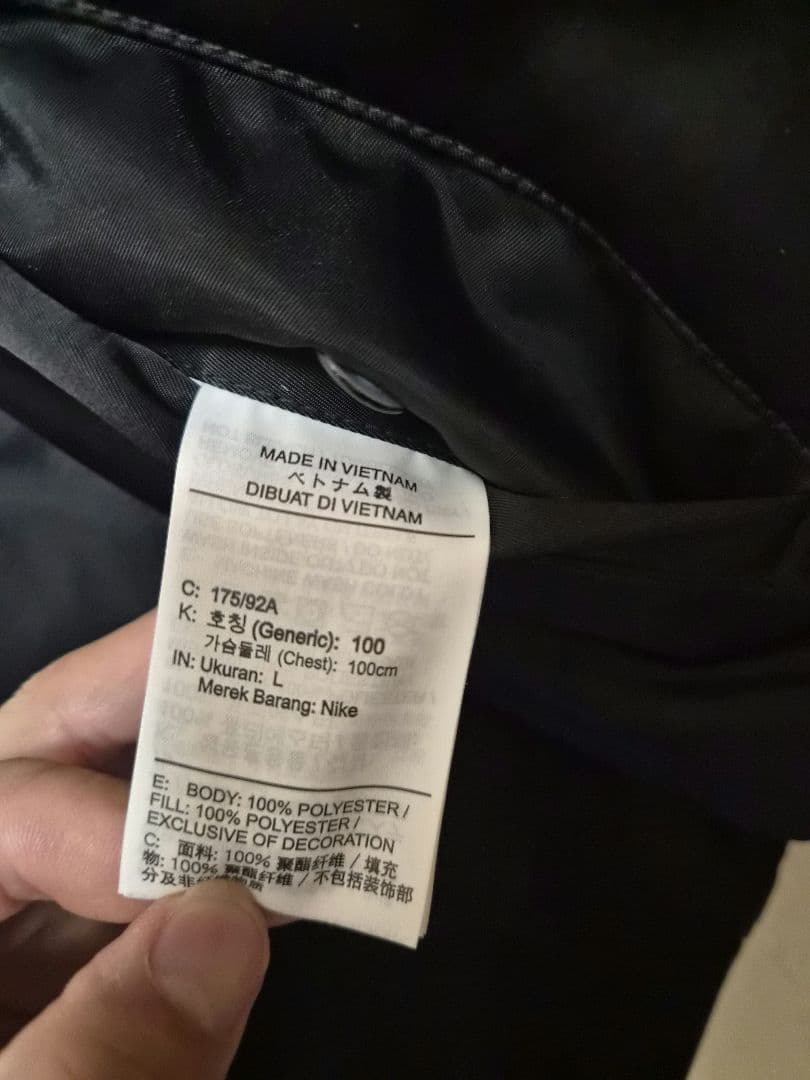 MADE IN VIETNAM
ベトナム製
DIBUAT DI VIETNAM
C: 175/92A
K: 호칭 (Generic): 100
가슴둘레 (Chest): 100cm
IN: Ukuran: L
Merek Barang: Nike
E: BODY: 100% POLYESTER /
FILL: 100% POLYESTER /
EXCLUSIVE OF DECORATION
C: 面料: 100% 聚酯纤维 / 填充
物: 100% 聚酯纤维 / 不包括装饰部
分及非